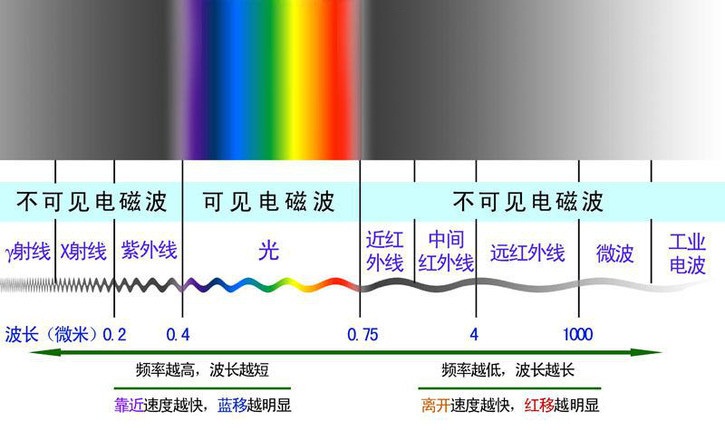 不可见电磁波 可见电磁波 不可见电磁波
γ射线 X射线 紫外线 光 近红外线 中间红外线 远红外线 微波 工业电波
波长（微米） 0.2 0.4 0.75 4 1000
频率越高，波长越短 频率越低，波长越长
靠近速度越快，蓝移越明显 离开速度越快，红移越明显